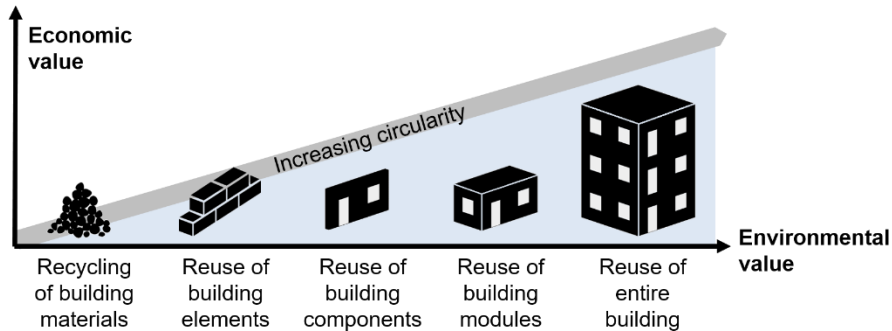 Economic
value
Increasing circularity
Environmental
value
Recycling
of building
materials
Reuse of
building
elements
Reuse of
building
components
Reuse of
building
modules
Reuse of
entire
building